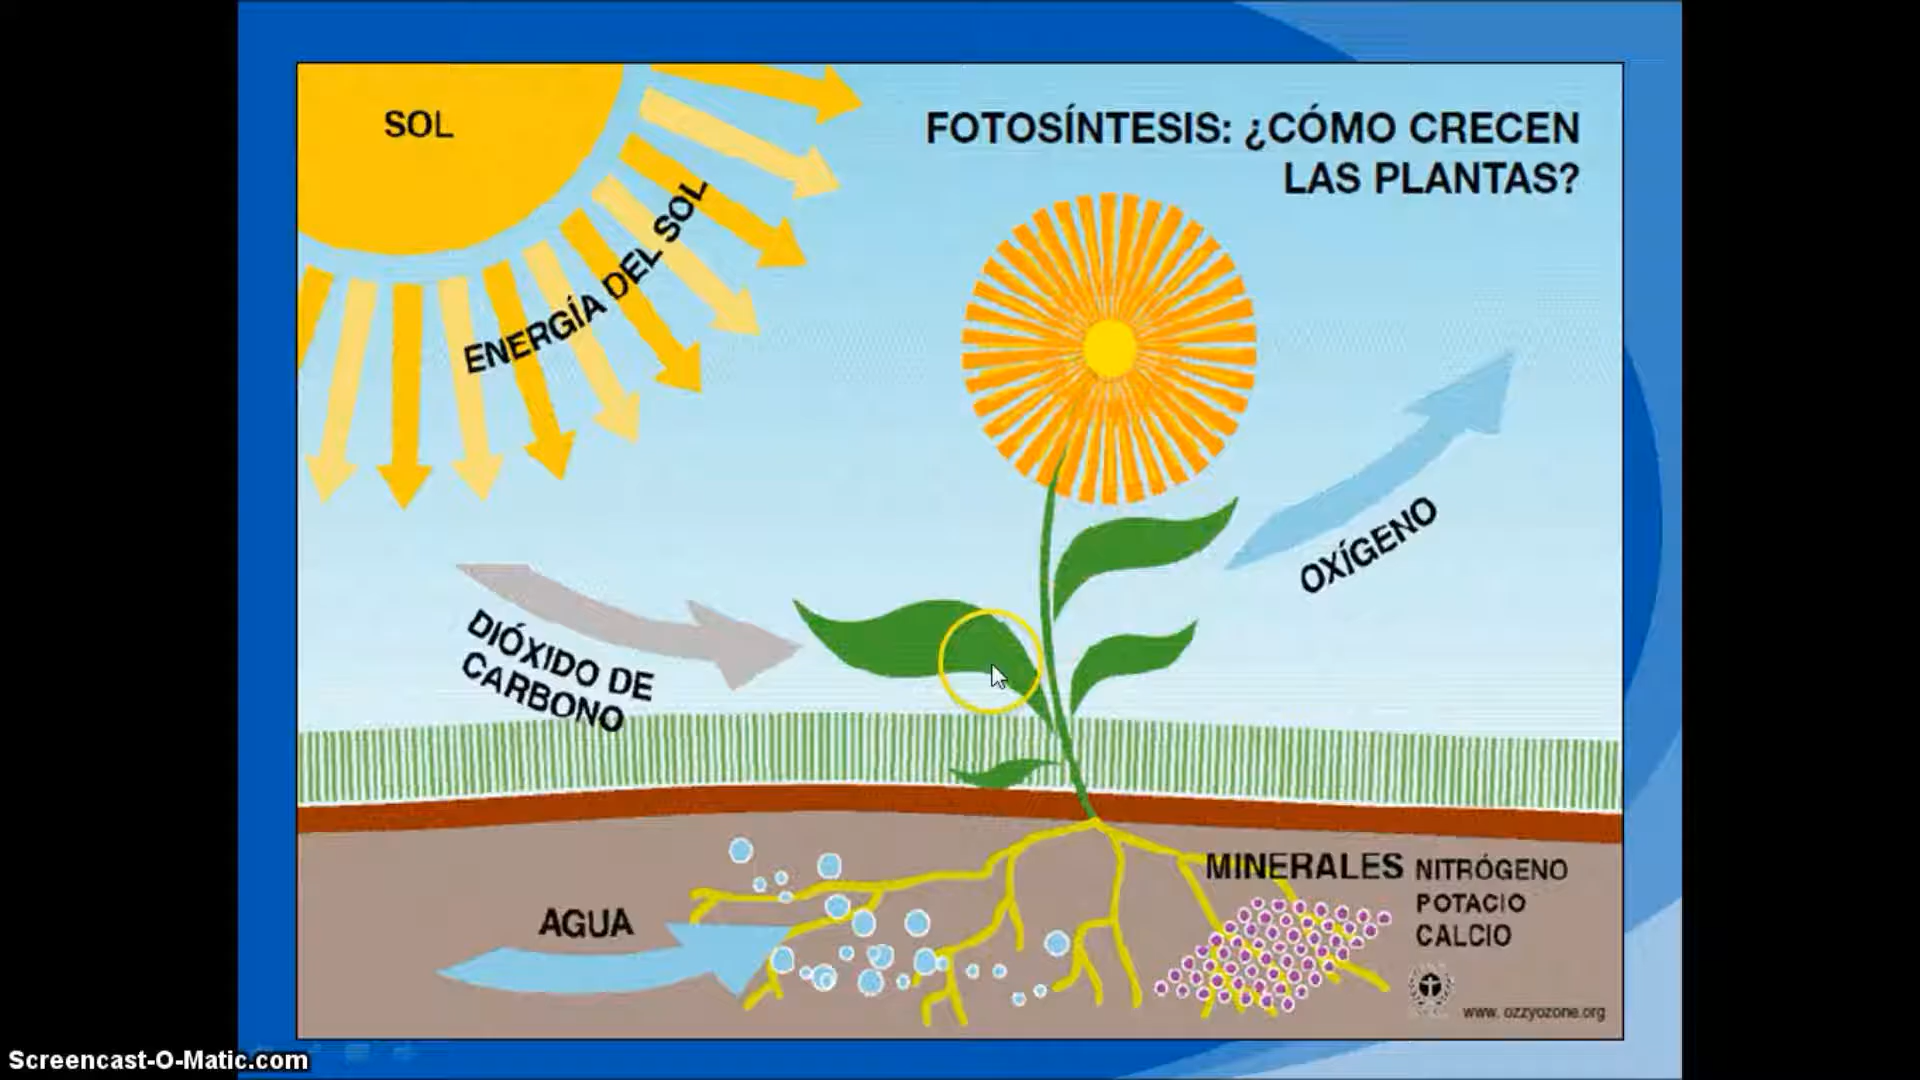 SOL
FOTOSÍNTESIS: ¿CÓMO CRECEN
LAS PLANTAS?
ENERGÍA DEL SOL
OXÍGENO
DIÓXIDO DE
CARBONO
MINERALES
NITRÓGENO
POTACIO
CALCIO
AGUA
www. ozzyozone.org
Screencast-O-Matic.com